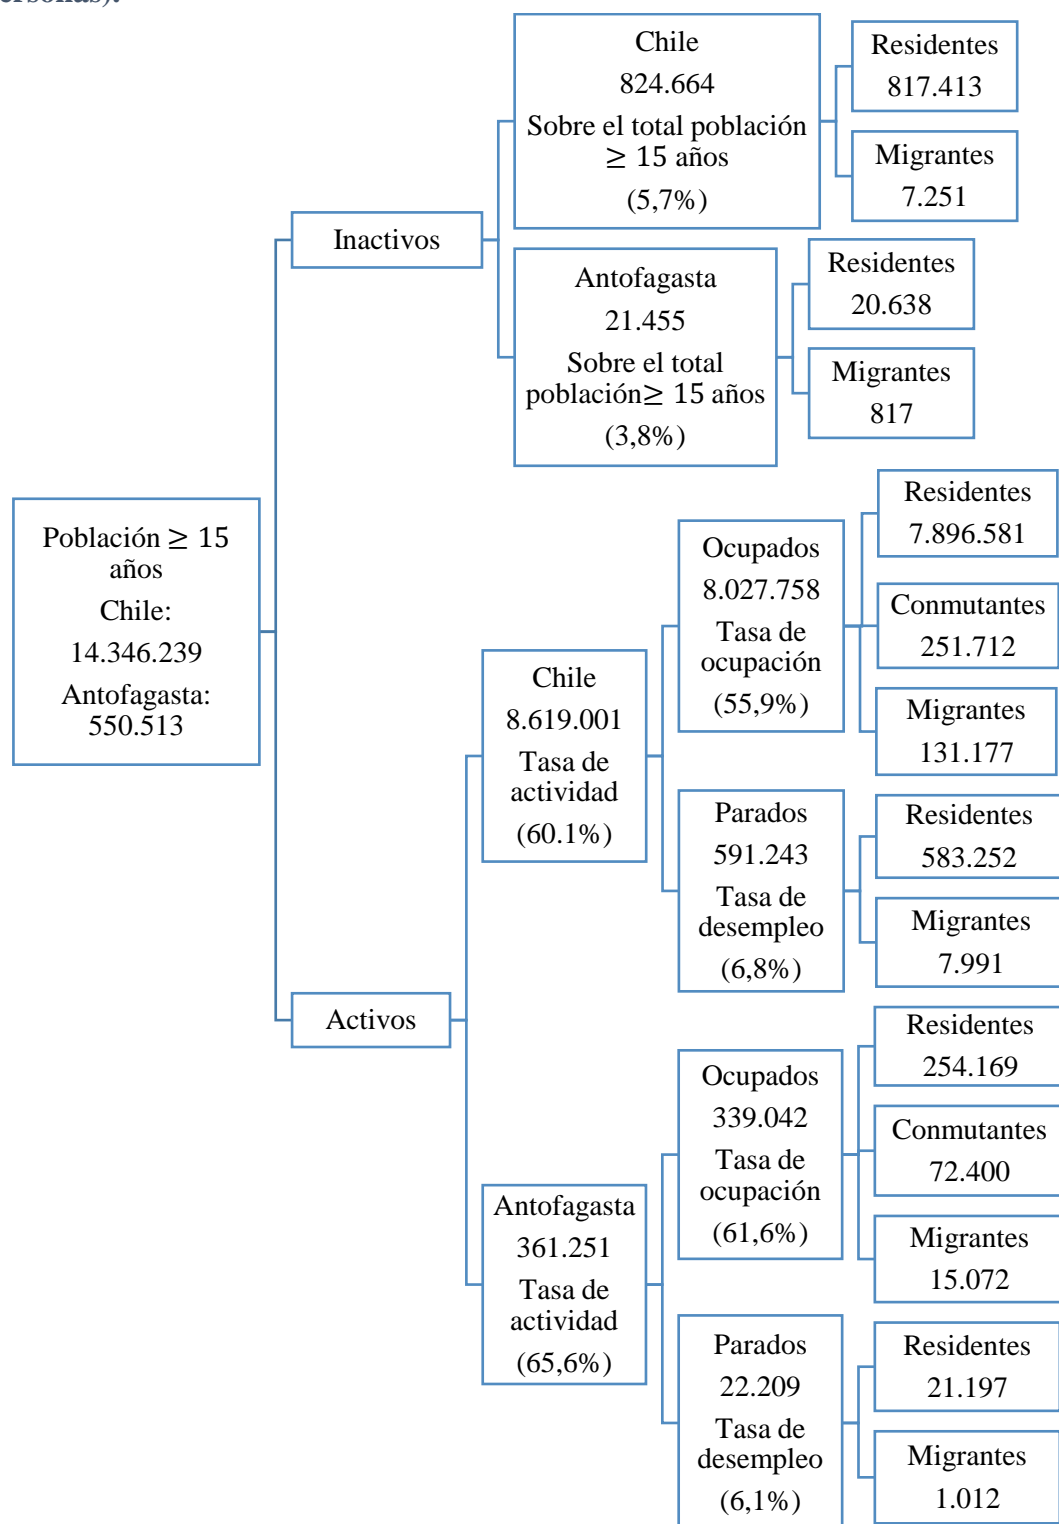 ersonas).
Chile
824.664
Sobre el total población
≥ 15 años
(5,7%)
Residentes
817.413
Migrantes
7.251
Inactivos
Antofagasta
21.455
Sobre el total
población≥ 15 años
(3,8%)
Residentes
20.638
Migrantes
817
Población ≥ 15
años
Chile:
14.346.239
Antofagasta:
550.513
Activos
Chile
8.619.001
Tasa de
actividad
(60.1%)
Ocupados
8.027.758
Tasa de
ocupación
(55,9%)
Residentes
7.896.581
Conmutantes
251.712
Migrantes
131.177
Parados
591.243
Tasa de
desempleo
(6,8%)
Residentes
583.252
Migrantes
7.991
Antofagasta
361.251
Tasa de
actividad
(65,6%)
Ocupados
339.042
Tasa de
ocupación
(61,6%)
Residentes
254.169
Conmutantes
72.400
Migrantes
15.072
Parados
22.209
Tasa de
desempleo
(6,1%)
Residentes
21.197
Migrantes
1.012